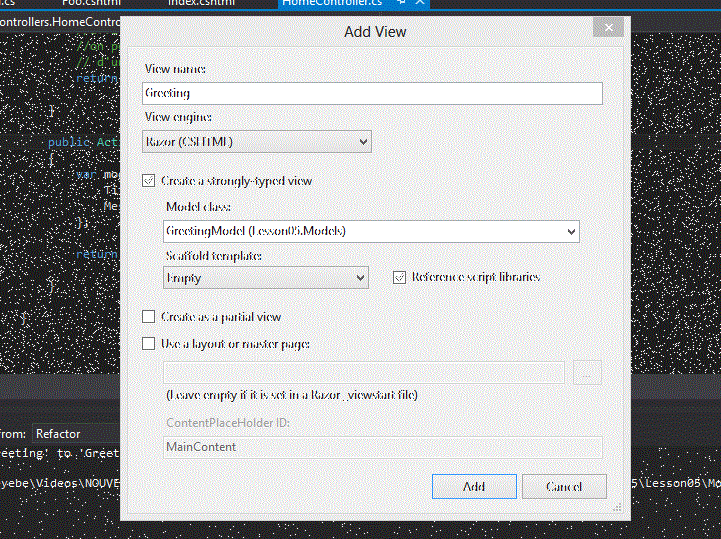 .cs Foo.cshtml Index.cshtml HomeController.cs
ontrollers.HomeContro
Add View
//on p
// d'u
return
View name:
Greeting
}
View engine:
public Act
Razor (CSHTML)
{
var mo
Create a strongly-typed view
Ti
Model class:
Me
};
GreetingModel (Lesson05.Models)
return
Scaffold template:
Empty
Reference script libraries
}
Create as a partial view
}
Use a layout or master page:
...
(Leave empty if it is set in a Razor _viewstart file)
ContentPlaceHolder ID:
from: Refactor
MainContent
eeting' to 'Greet
yebe\Videos\NOUVE
5\Lesson05\Mo
Add Cancel